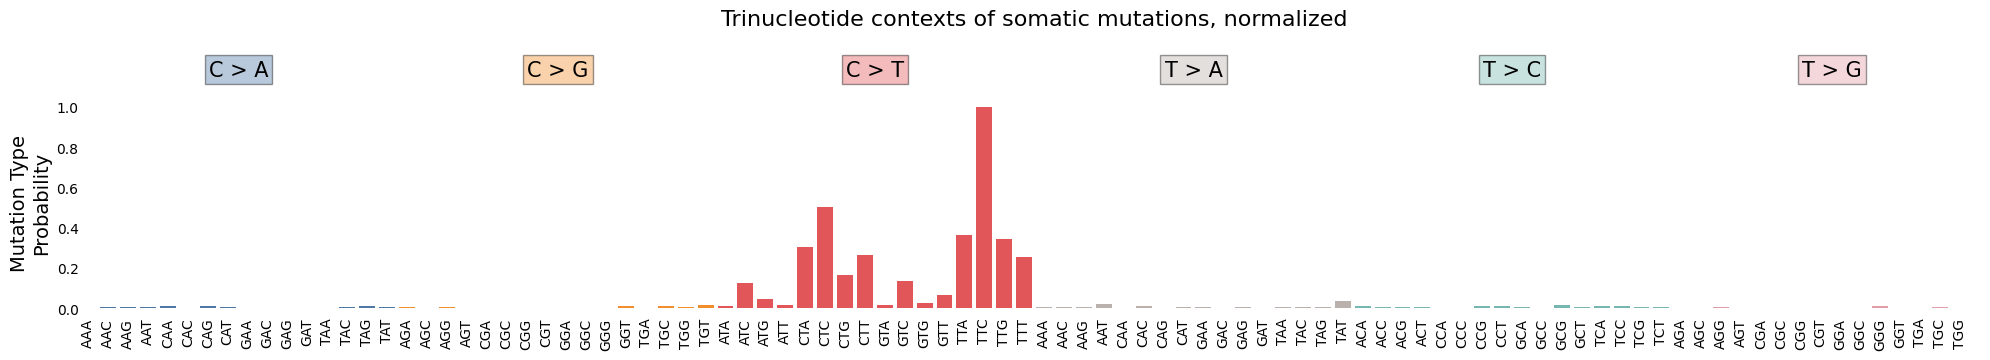 Trinucleotide contexts of somatic mutations, normalized
C > A
C > G
C > T
T > A
T > C
T > G
Mutation Type
Probability
1.0
0.8
0.6
0.4
0.2
0.0
AAA AAC AAG AAT CAA CAC CAG CAT GAA GAC GAG GAT TAA TAC TAG TAT AGA AGC AGG AGT CGA CGC CGG CGT GGA GGC GGG GGT TGA TGC TGG TGT ATA ATC ATG ATT CTA CTC CTG CTT GTA GTC GTG GTT TTA TTC TTG TTT AAA AAC AAG AAT CAA CAC CAG CAT GAA GAC GAG GAT TAA TAC TAG TAT ACA ACC ACG ACT CCA CCC CCG CCT GCA GCC GCG GCT TCA TCC TCG TCT AGA AGC AGG AGT CGA CGC CGG CGT GGA GGC GGG GGT TGA TGC TGG